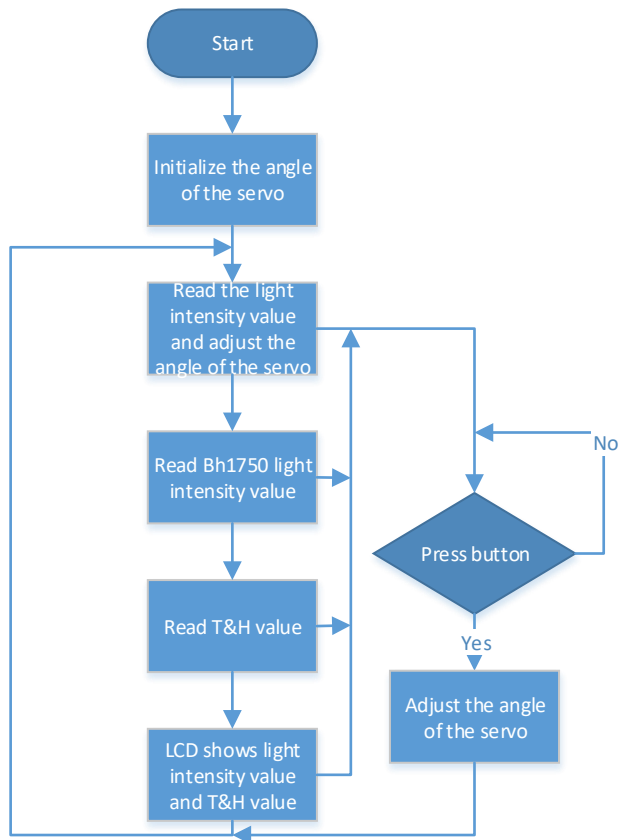 Start
Initialize the angle
of the servo
Read the light
intensity value
and adjust the
angle of the servo
Read Bh1750 light
intensity value
No
Press button
Read T&H value
Yes
Adjust the angle
of the servo
LCD shows light
intensity value
and T&H value